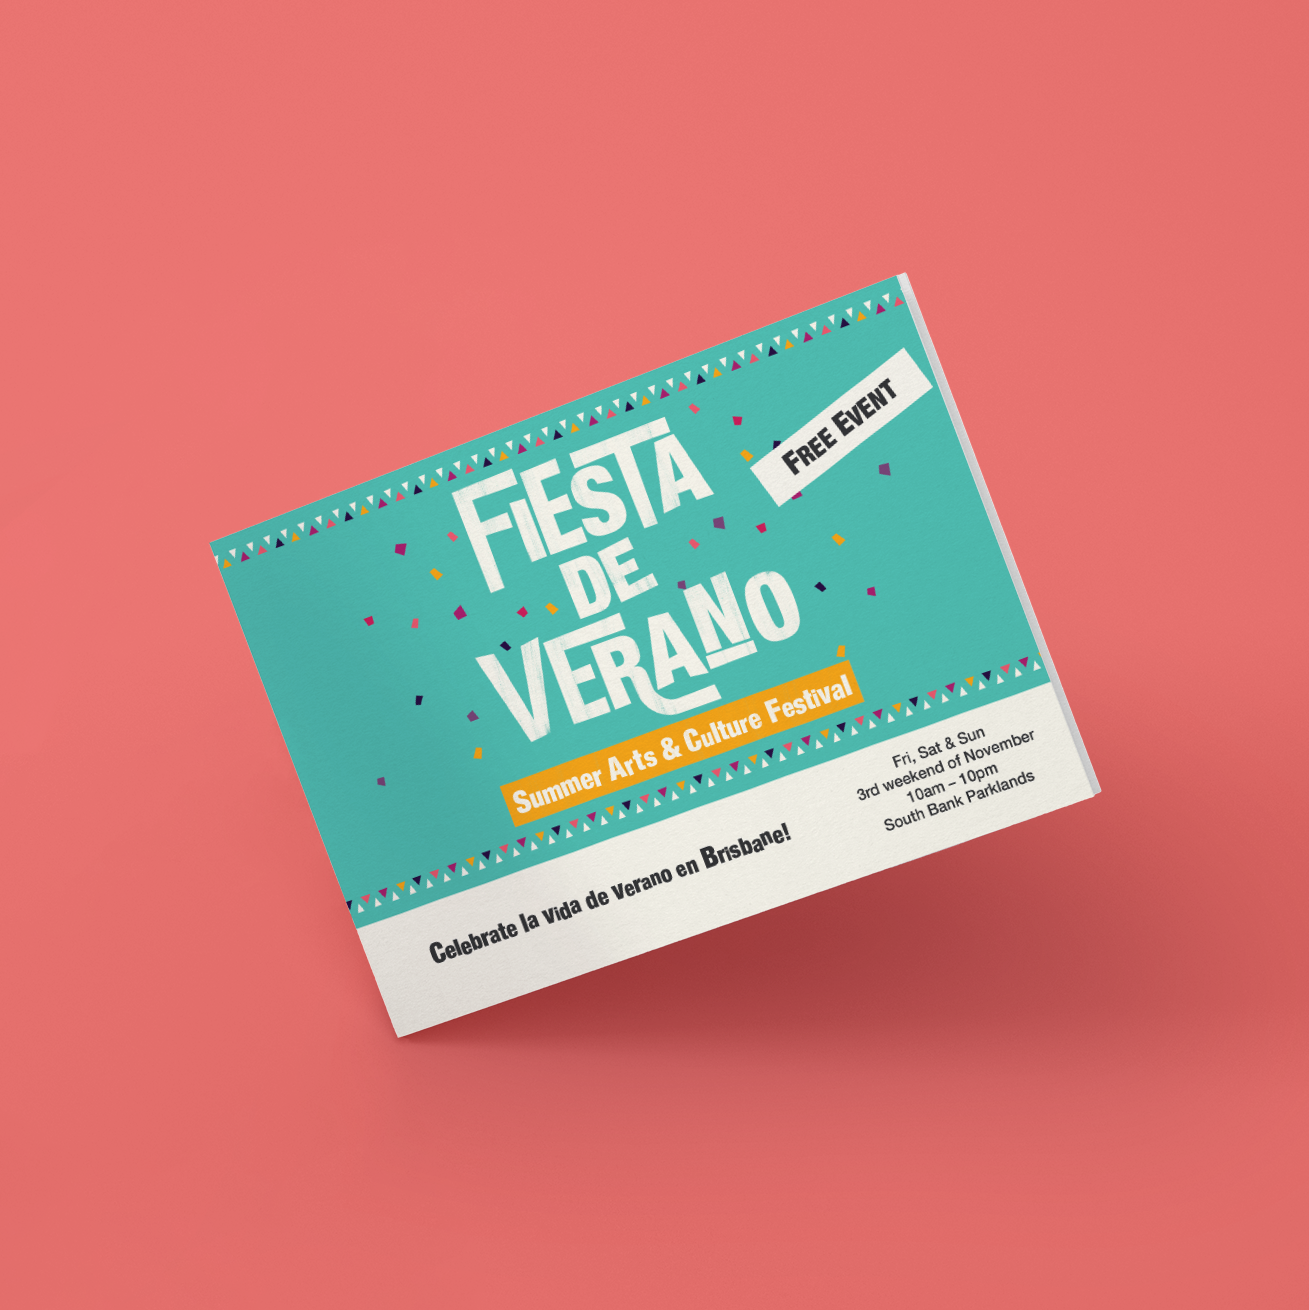 FREE EVENT
FIESTA
DE
VERANO
Summer Arts & Culture Festival
Celebrate la vida de verano en Brisbane!
Fri, Sat & Sun
3rd weekend of November
10am – 10pm
South Bank Parklands